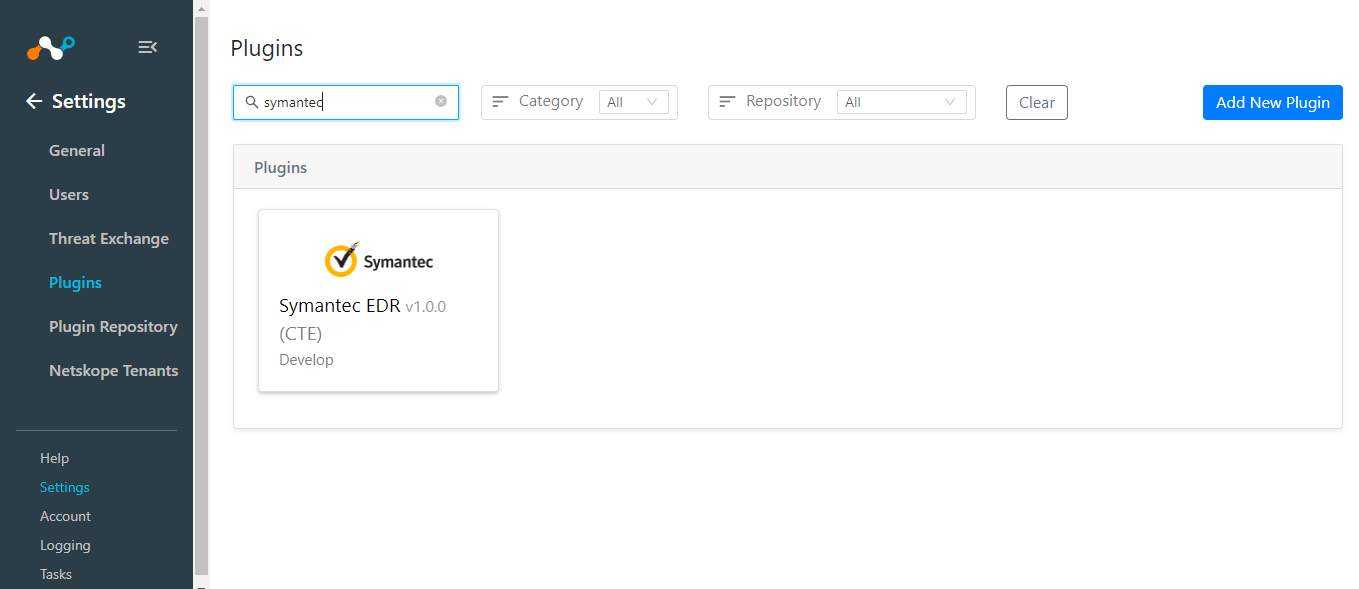 Settings
General
Users
Threat Exchange
Plugins
Plugin Repository
Netskope Tenants
Help
Settings
Account
Logging
Tasks
Plugins
symantec
Category All
Repository All
Clear
Add New Plugin
Plugins
Symantec
Symantec EDR v1.0.0
(CTE)
Develop